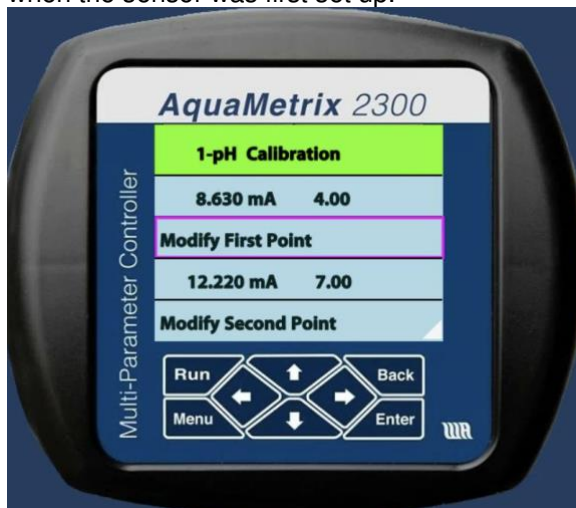 when the sensor was first set up.
AquaMetrix 2300
Multi-Parameter Controller
1-pH Calibration
8.630 mA 4.00
Modify First Point
12.220 mA 7.00
Modify Second Point
Run
Back
Menu
Enter